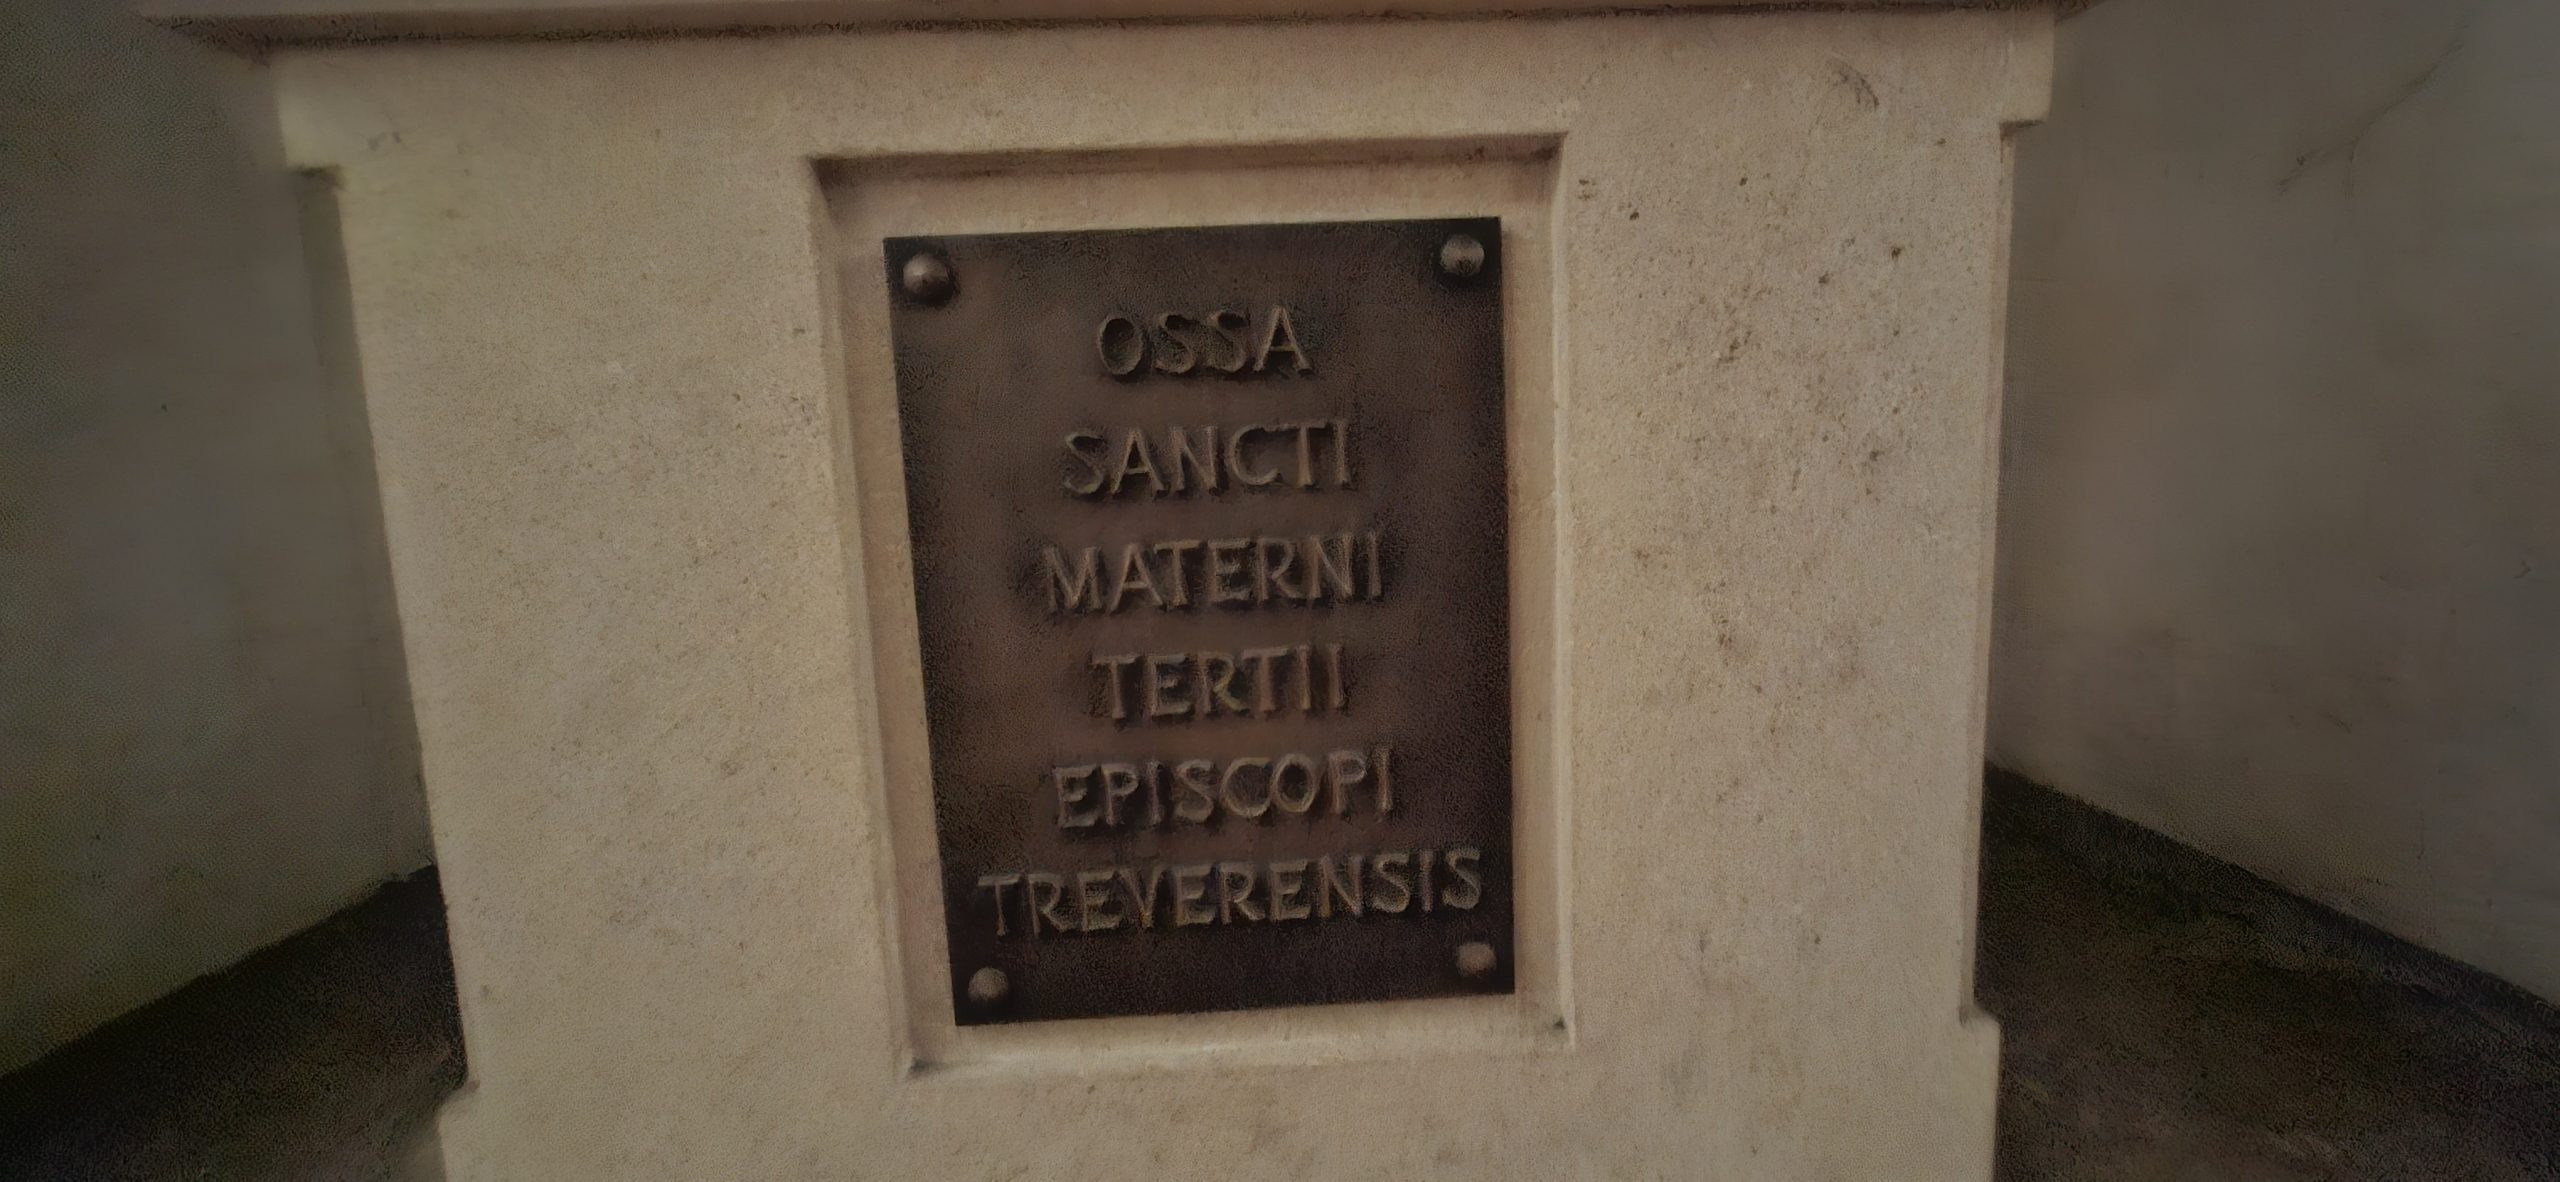 OSSA
SANCTI
MATERNI
TERTII
EPISCOPI
TREVERENSIS